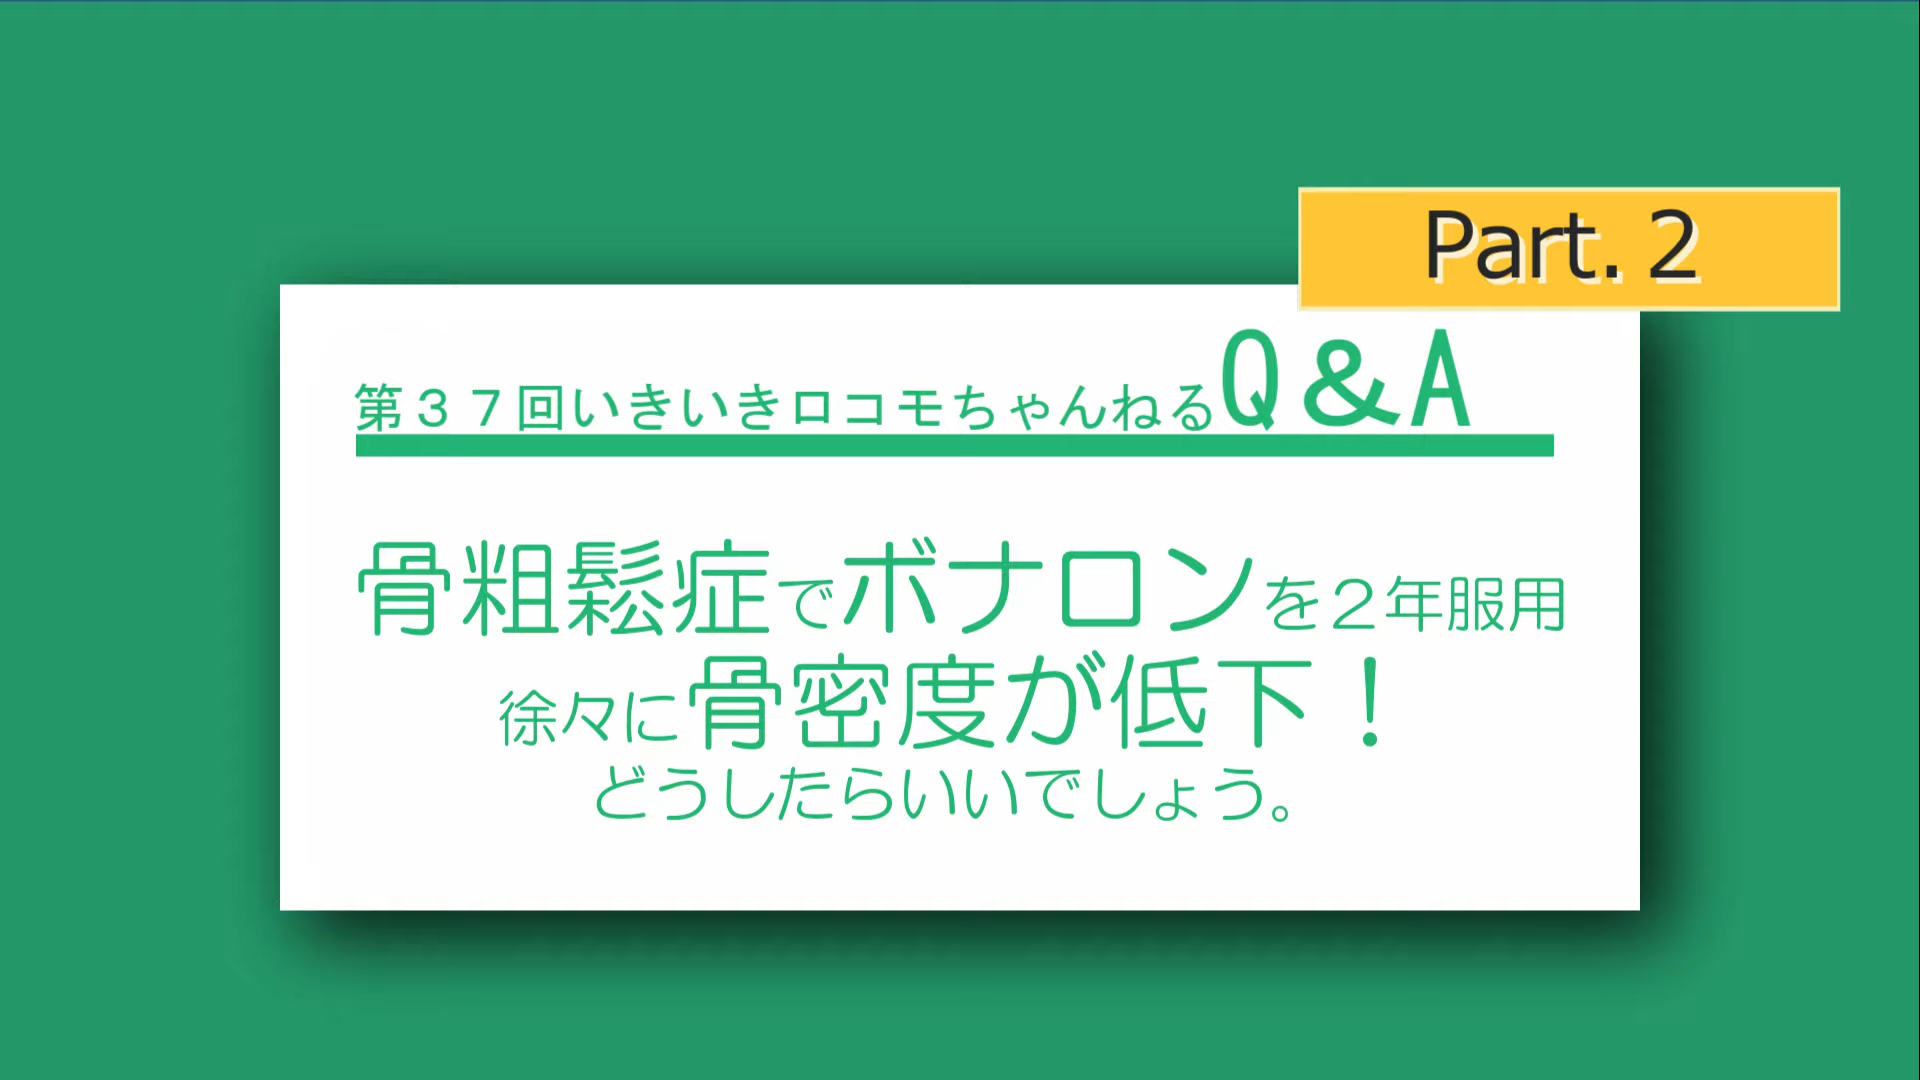 Part. 2
第３７回いきいきロコモちゃんねるQ＆A
骨粗鬆症でボナロンを２年服用
徐々に骨密度が低下！
どうしたらいいでしょう。